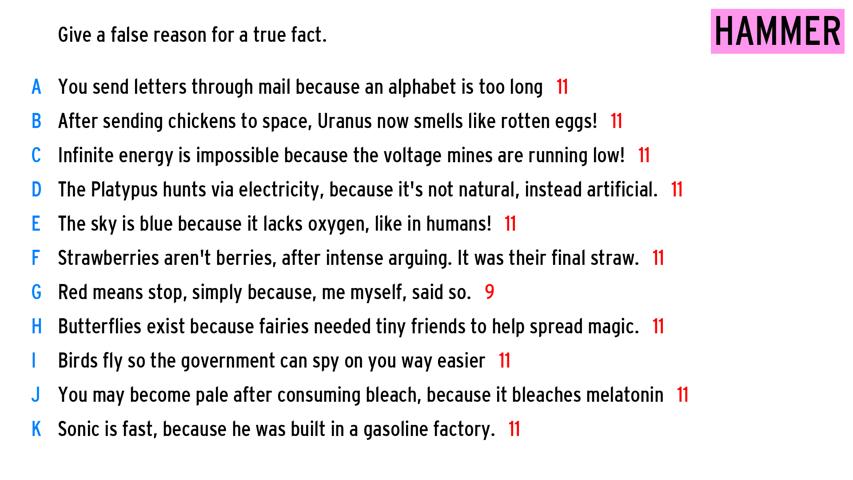 Give a false reason for a true fact.
HAMMER
A You send letters through mail because an alphabet is too long 11
B After sending chickens to space, Uranus now smells like rotten eggs! 11
C Infinite energy is impossible because the voltage mines are running low! 11
D The Platypus hunts via electricity, because it's not natural, instead artificial. 11
E The sky is blue because it lacks oxygen, like in humans! 11
F Strawberries aren't berries, after intense arguing. It was their final straw. 11
G Red means stop, simply because, me myself, said so. 9
H Butterflies exist because fairies needed tiny friends to help spread magic. 11
I Birds fly so the government can spy on you way easier 11
J You may become pale after consuming bleach, because it bleaches melatonin 11
K Sonic is fast, because he was built in a gasoline factory. 11